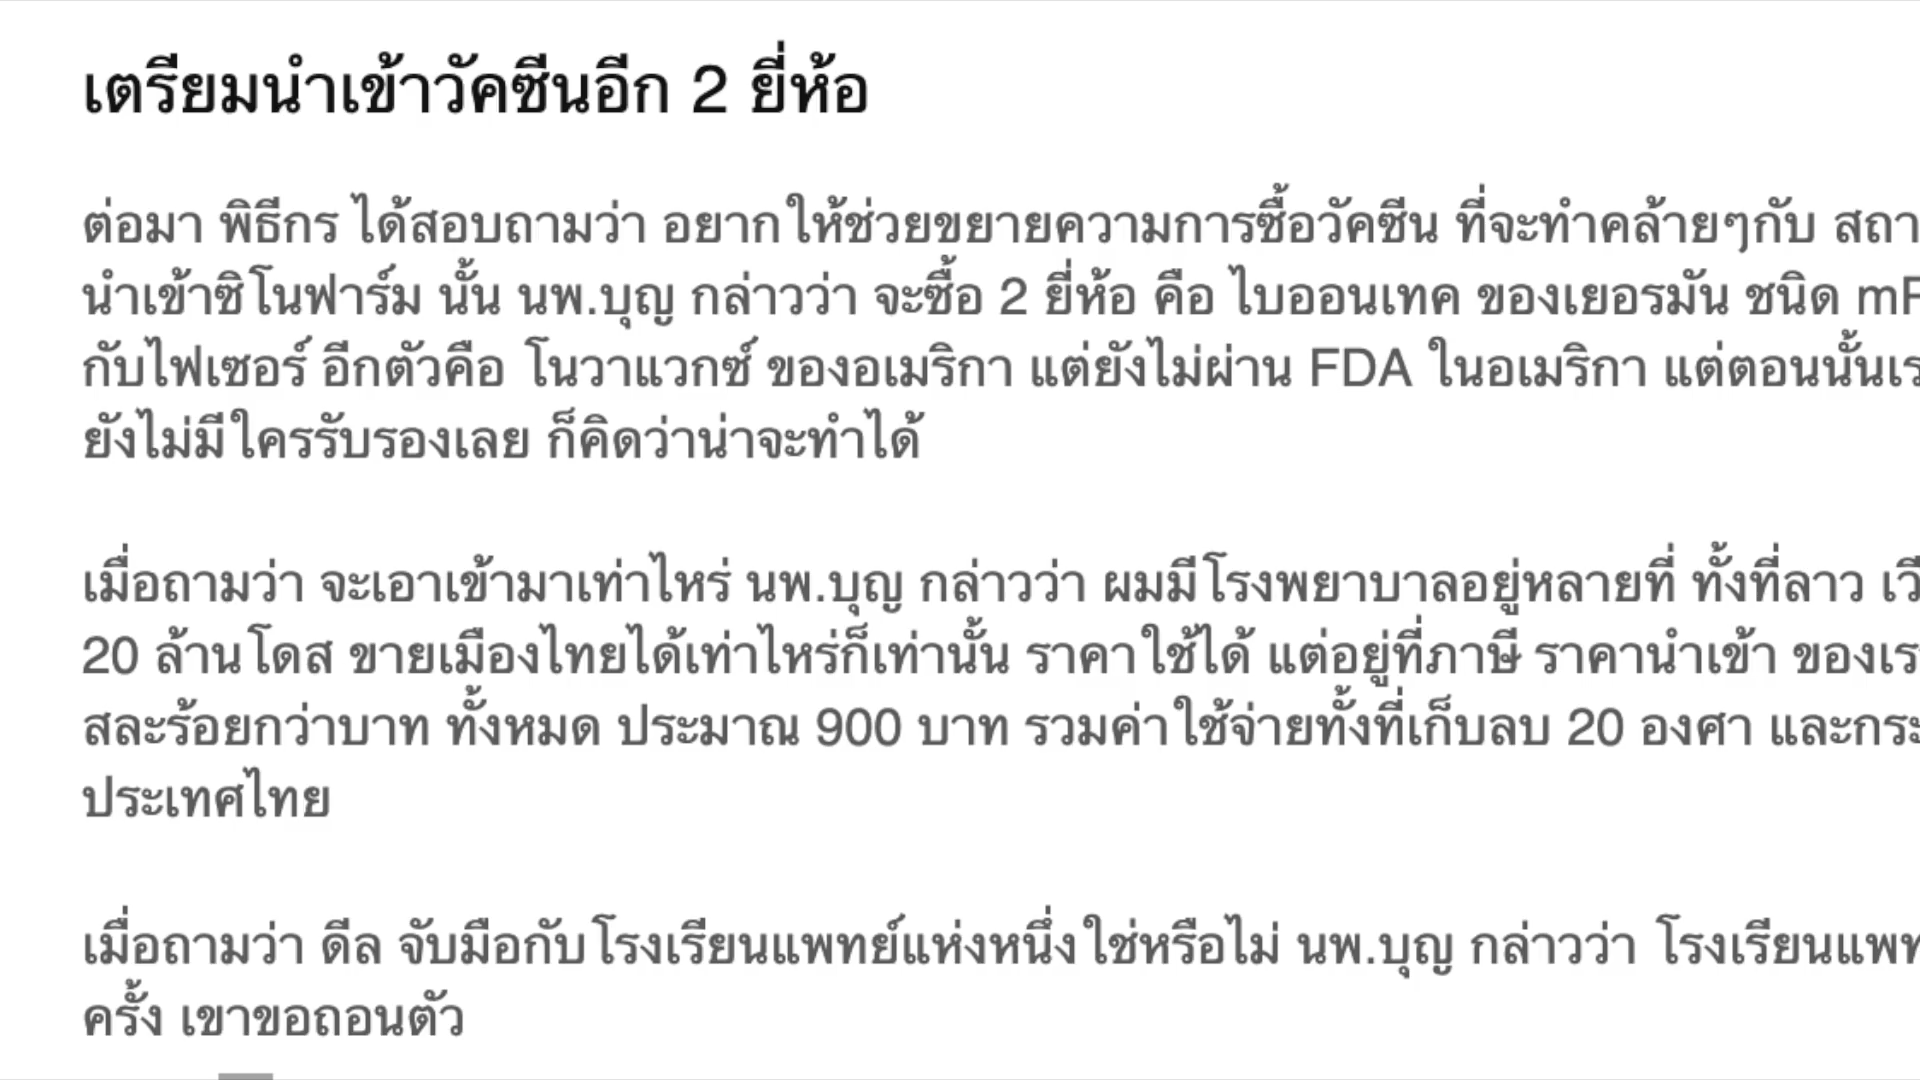 เตรียมนำเข้าวัคซีนอีก 2 ยี่ห้อ
ต่อมา พิธีกร ได้สอบถามว่า อยากให้ช่วยขยายความการซื้อวัคซีน ที่จะทำคล้ายๆกับ สถา
นำเข้าซิโนฟาร์ม นั้น นพ.บุญ กล่าวว่า จะซื้อ 2 ยี่ห้อ คือ ไบออนเทค ของเยอรมัน ชนิด
กับไฟเซอร์ อีกตัวคือ โนวาแวกซ์ ของอเมริกา แต่ยังไม่ผ่าน FDA ในอเมริกา แต่ตอนนั้นเร
ยังไม่มีใครรับรองเลย ก็คิดว่าน่าจะทำได้
เมื่อถามว่า จะเอาเข้ามาเท่าไหร่ นพ.บุญ กล่าวว่า ผมมีโรงพยาบาลอยู่หลายที่ ทั้งที่ลาว เวี
20 ล้านโดส ขายเมืองไทยได้เท่าไหร่ก็เท่านั้น ราคาใช้ได้ แต่อยู่ที่ภาษี ราคานำเข้า ของเร
สละร้อยกว่าบาท ทั้งหมด ประมาณ 900 บาท รวมค่าใช้จ่ายทั้งที่เก็บลบ 20 องศา และกระ
ประเทศไทย
เมื่อถามว่า ดีล จับมือกับโรงเรียนแพทย์แห่งหนึ่งใช่หรือไม่ นพ.บุญ กล่าวว่า โรงเรียนแพท
ครั้ง เขาขอถอนตัว